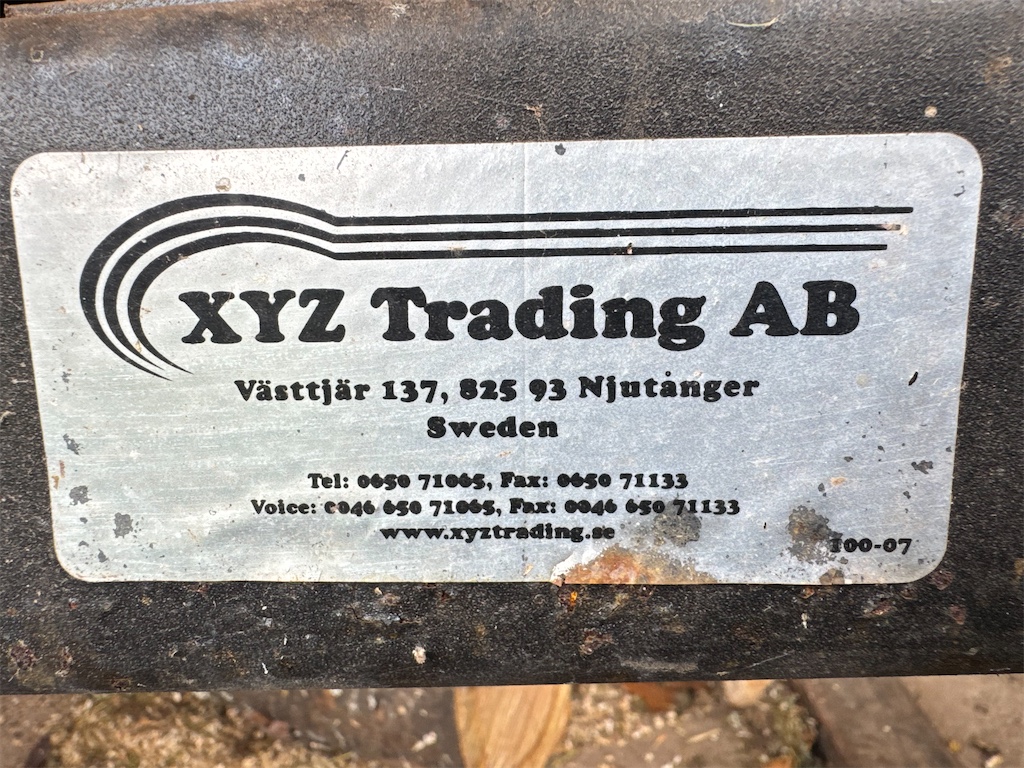 XYZ Trading AB
Västtjär 137, 825 93 Njutånger
Sweden
Tel: 0650 71065, Fax: 0650 71133
Voice: 0046 650 71065, Fax: 0046 650 71133
www.xyztrading.se
100-07